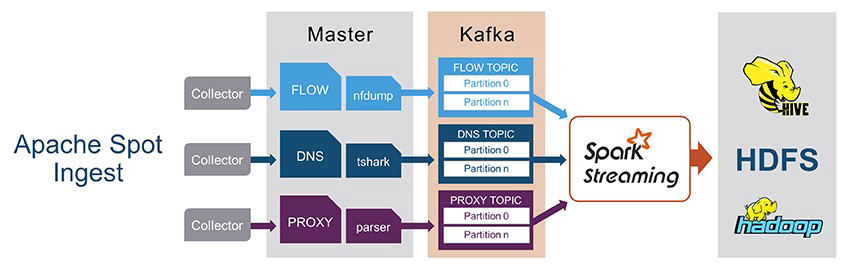 Apache Spot
Ingest
Master
Kafka
Collector
FLOW
nfdump
FLOW TOPIC
Partition 0
Partition n
Collector
DNS
tshark
DNS TOPIC
Partition 0
Partition n
Collector
PROXY
parser
PROXY TOPIC
Partition 0
Partition n
Spark
Streaming
HIVE
HDFS
hadoop